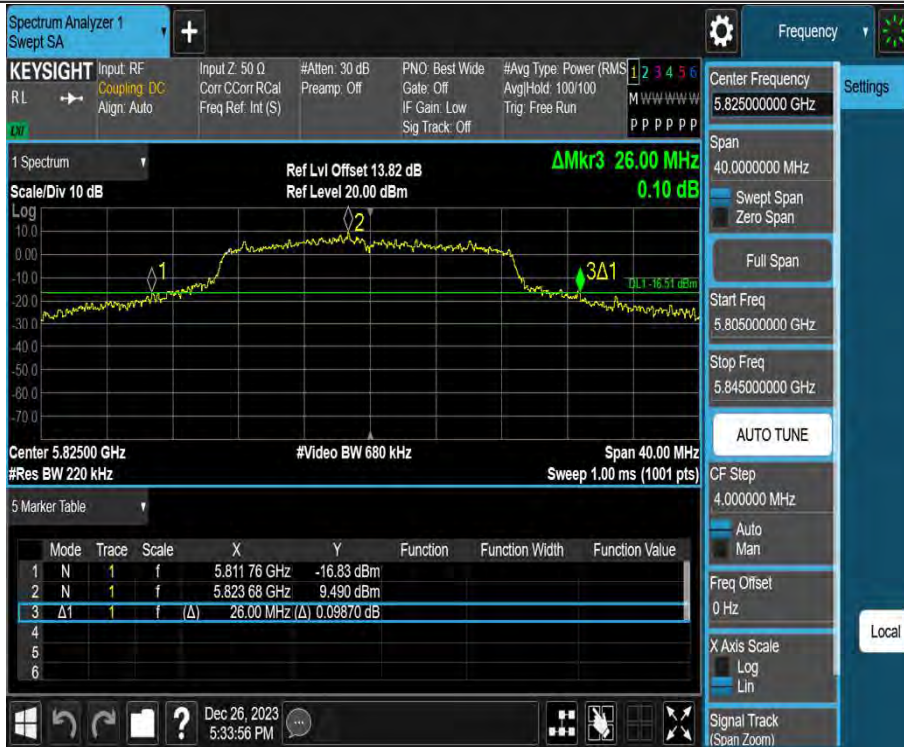 Spectrum Analyzer 1
Swept SA
+
Frequency
KEYSIGHT
RL
LXI
Input: RF
Coupling: DC
Align: Auto
Input Z: 50 Ω
Corr CCorr RCal
Freq Ref: Int (S)
#Atten: 30 dB
Preamp: Off
PNO: Best Wide
Gate: Off
IF Gain: Low
Sig Track: Off
#Avg Type: Power (RMS
Avg|Hold: 100/100
Trig: Free Run
1 2 3 4 5 6
M W W W W W
P P P P P P
1 Spectrum
Scale/Div 10 dB
Ref Lvl Offset 13.82 dB
Ref Level 20.00 dBm
ΔMkr3 26.00 MHz
0.10 dB
Log
10.0
0.00
-10.0
-20.0
-30.0
-40.0
-50.0
-60.0
-70.0
1
2
3Δ1
DL1 -16.51 dBm
Center 5.82500 GHz
#Video BW 680 kHz
Span 40.00 MHz
#Res BW 220 kHz
Sweep 1.00 ms (1001 pts)
5 Marker Table
Mode Trace Scale X Y Function Function Width Function Value
1 N 1 f 5.811 76 GHz -16.83 dBm
2 N 1 f 5.823 68 GHz 9.490 dBm
3 Δ1 1 f (Δ) 26.00 MHz (Δ) 0.09870 dB
4
5
6
Dec 26, 2023
5:33:56 PM
?
Center Frequency
5.825000000 GHz
Settings
Span
40.0000000 MHz
Swept Span
Zero Span
Full Span
Start Freq
5.805000000 GHz
Stop Freq
5.845000000 GHz
AUTO TUNE
CF Step
4.000000 MHz
Auto
Man
Freq Offset
0 Hz
Local
X Axis Scale
Log
Lin
Signal Track
(Span Zoom)